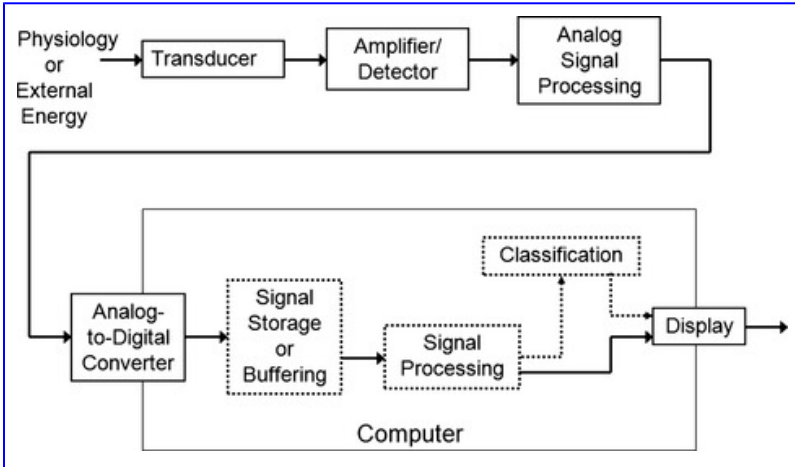 Physiology
or
External
Energy
Transducer
Amplifier/
Detector
Analog
Signal
Processing
Classification
Analog-
to-Digital
Converter
Signal
Storage
or
Buffering
Signal
Processing
Display
Computer